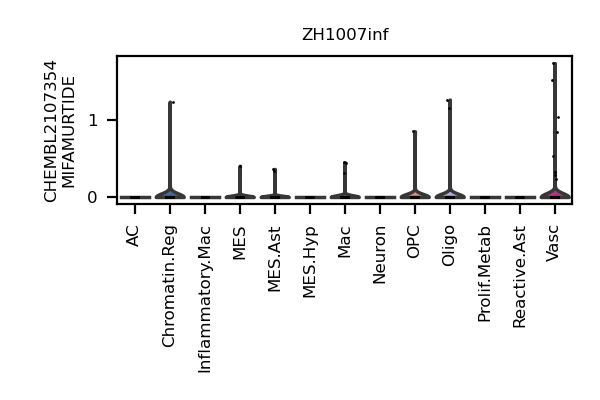 ZH1007inf
CHEMBL2107354
MIFAMURTIDE
1
0
AC
Chromatin.Reg
Inflammatory.Mac
MES
MES.Ast
MES.Hyp
Mac
Neuron
OPC
Oligo
Prolif.Metab
Reactive.Ast
Vasc